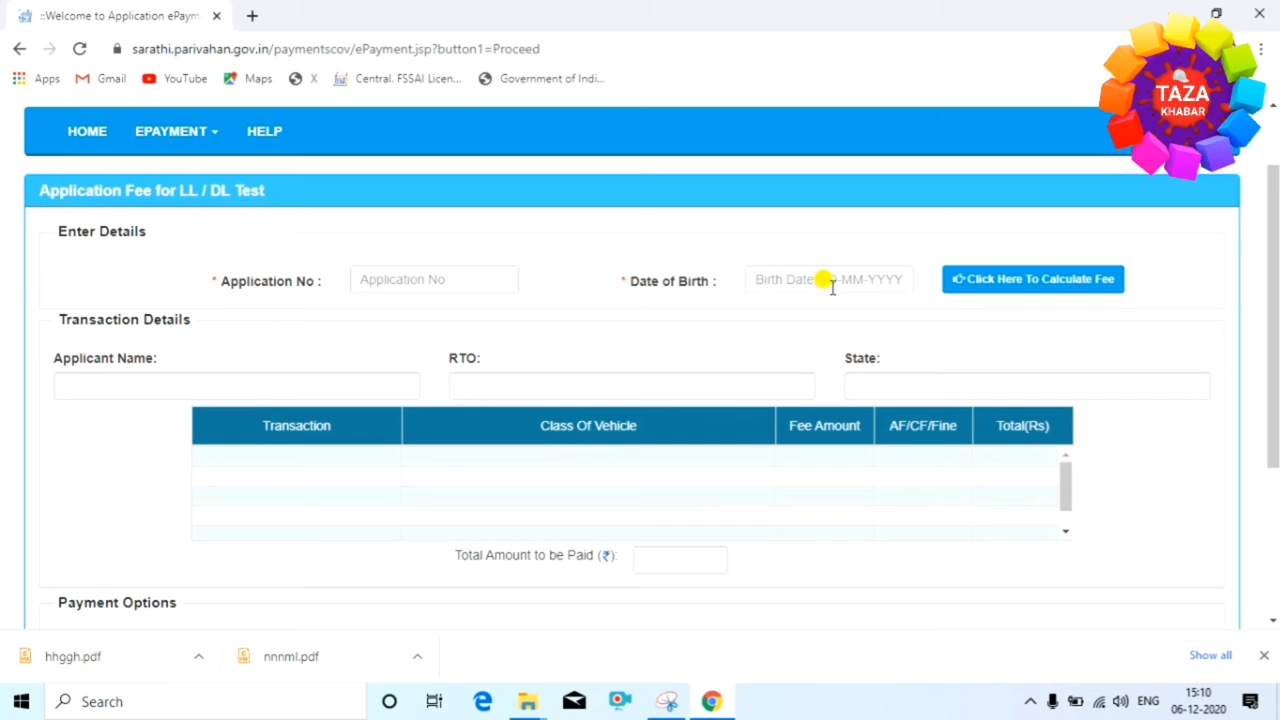 ::Welcome to Application ePaym
sarathi.parivahan.gov.in/paymentscov/ePayment.jsp?button1=Proceed
Apps Gmail YouTube Maps X Central. FSSAI Licen... Government of Indi...
TAZA
KHABAR
HOME EPAYMENT HELP
Application Fee for LL / DL Test
Enter Details
* Application No : Application No * Date of Birth : Birth Date -MM-YYYY Click Here To Calculate Fee
Transaction Details
Applicant Name: RTO: State:
Transaction Class Of Vehicle Fee Amount AF/CF/Fine Total(Rs)
Total Amount to be Paid (₹):
Payment Options
hhggh.pdf nnnml.pdf Show all
Search ENG 15:10
06-12-2020